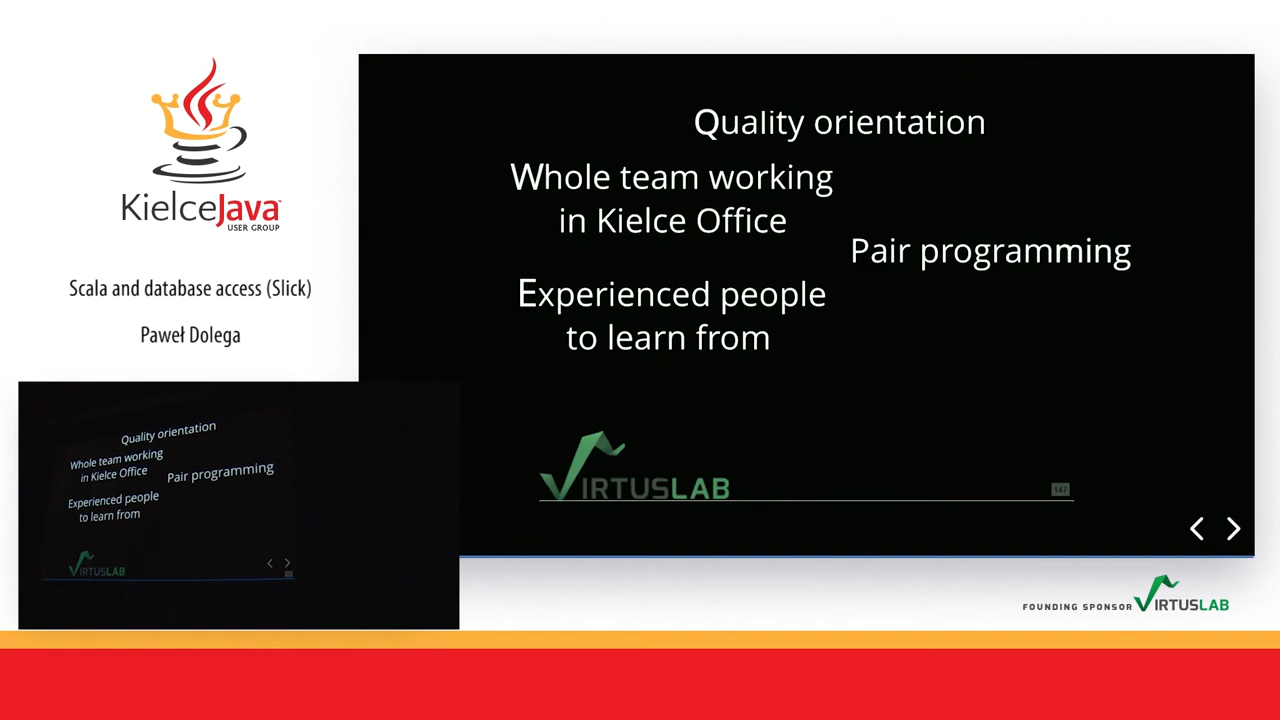 KielceJava
USER GROUP
Scala and database access (Slick)
Paweł Dolega
Quality orientation
Whole team working
in Kielce Office
Pair programming
Experienced people
to learn from
VIRTUSLAB
147
Quality orientation
Whole team working
in Kielce Office
Pair programming
Experienced people
to learn from
VIRTUSLAB
FOUNDING SPONSOR VIRTUSLAB